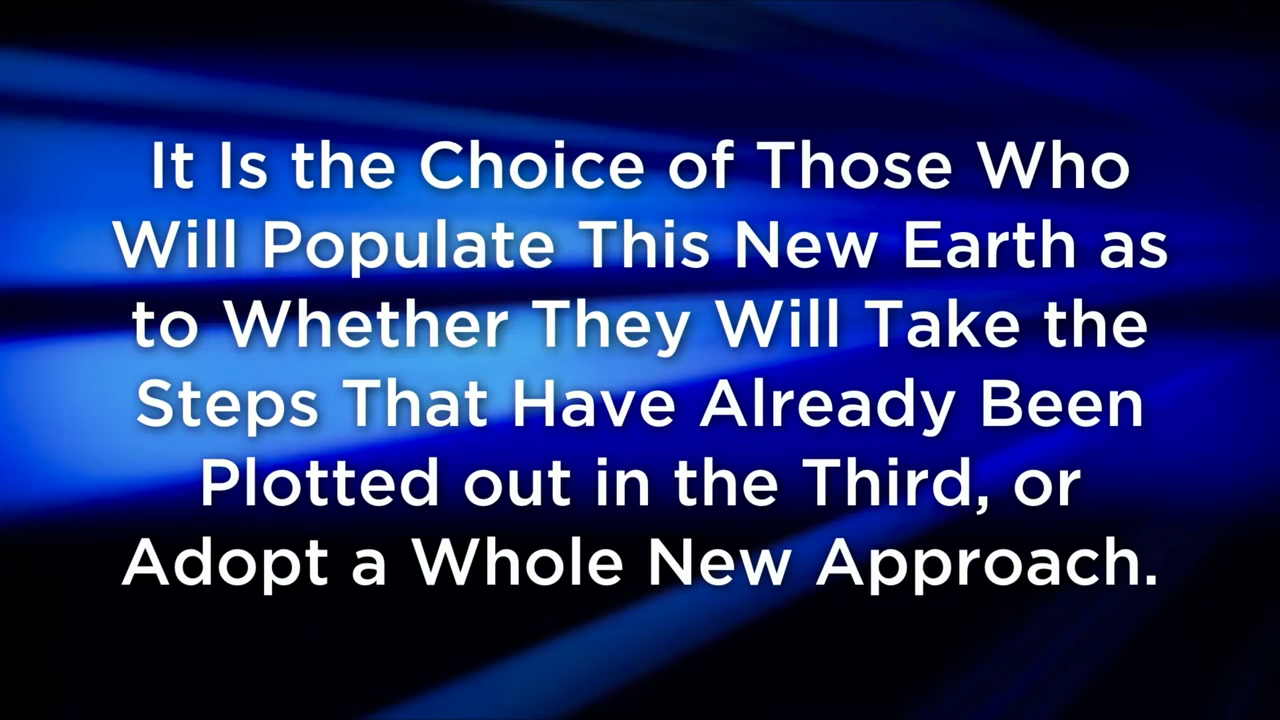 It Is the Choice of Those Who
Will Populate This New Earth as
to Whether They Will Take the
Steps That Have Already Been
Plotted out in the Third, or
Adopt a Whole New Approach.